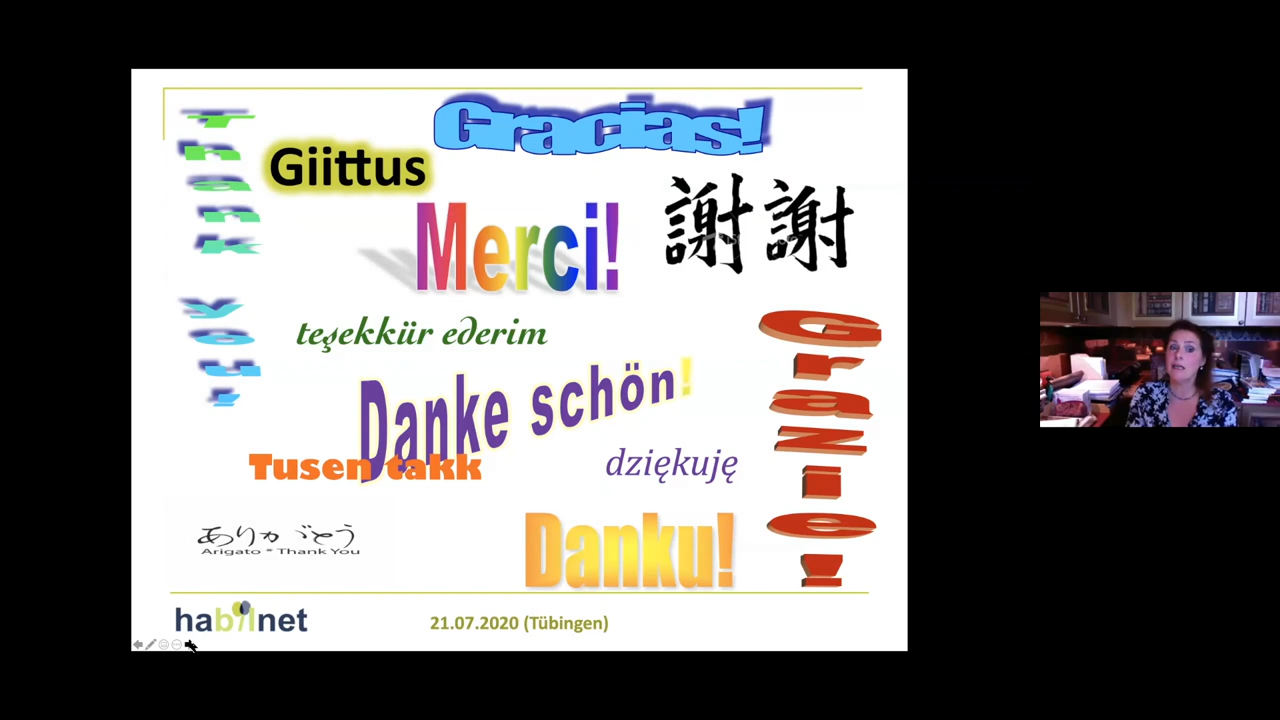 Thank you!
Gracias!
Giittus
Merci!
謝謝
teşekkür ederim
Grazie!
Danke schön!
Tusen takk
dziękuję
ありがとう
Arigato * Thank You
Danku!
habilnet
21.07.2020 (Tübingen)